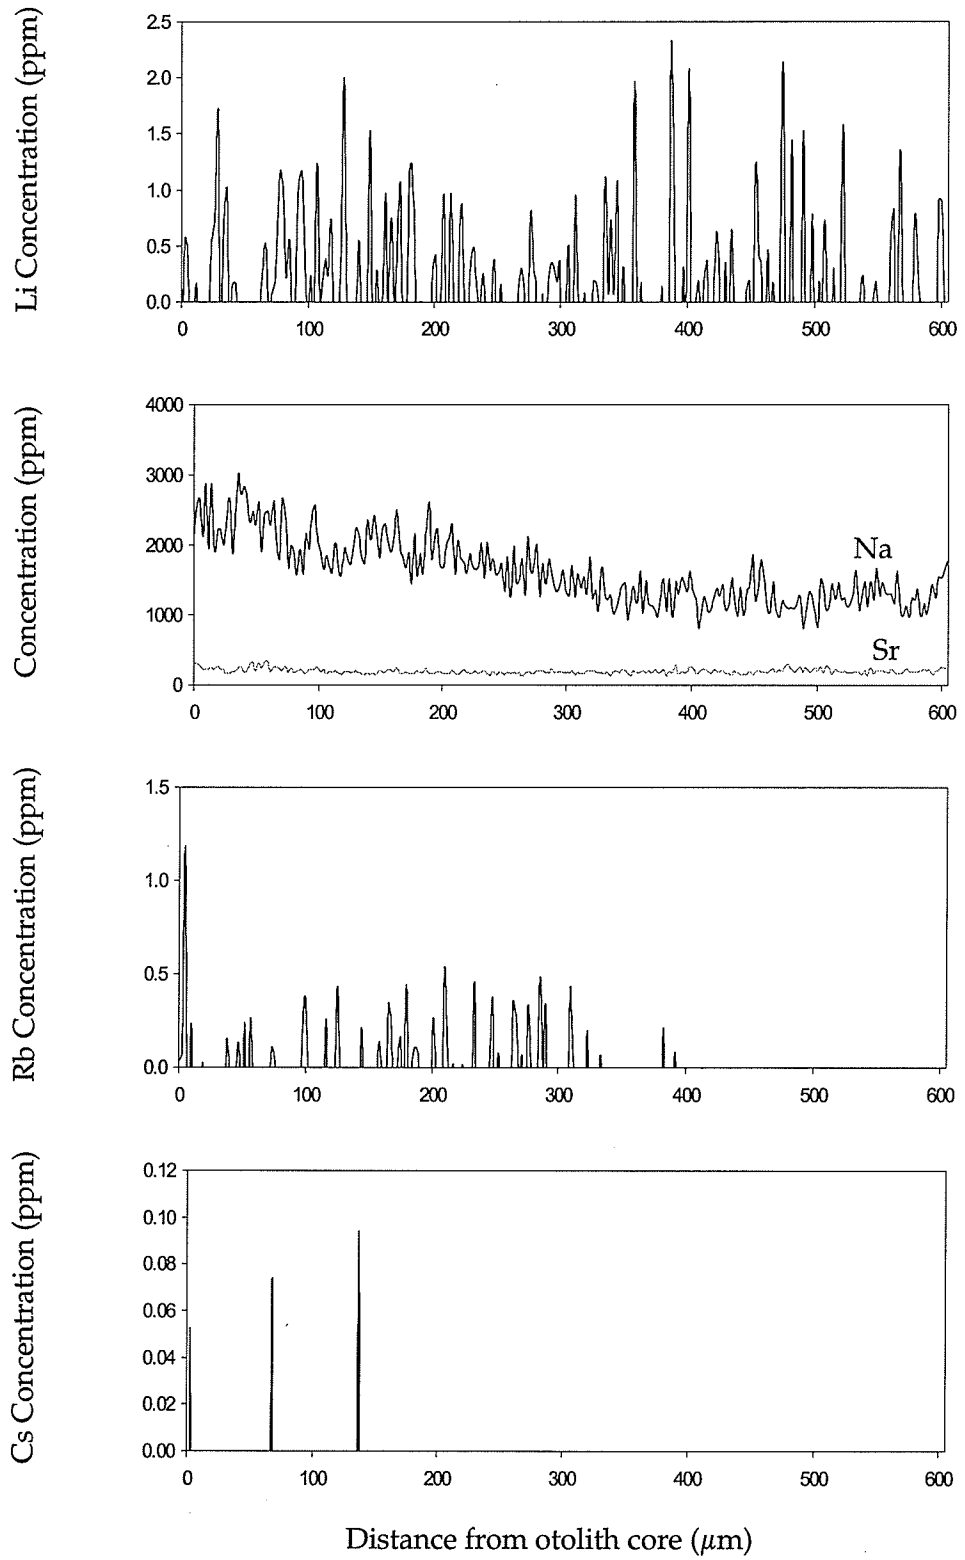 Li Concentration (ppm)
2.5
2.0
1.5
1.0
0.5
0.0
0 100 200 300 400 500 600
Concentration (ppm)
4000
3000
2000
1000
0
Na
Sr
0 100 200 300 400 500 600
Rb Concentration (ppm)
1.5
1.0
0.5
0.0
0 100 200 300 400 500 600
Cs Concentration (ppm)
0.12
0.10
0.08
0.06
0.04
0.02
0.00
0 100 200 300 400 500 600
Distance from otolith core (μm)